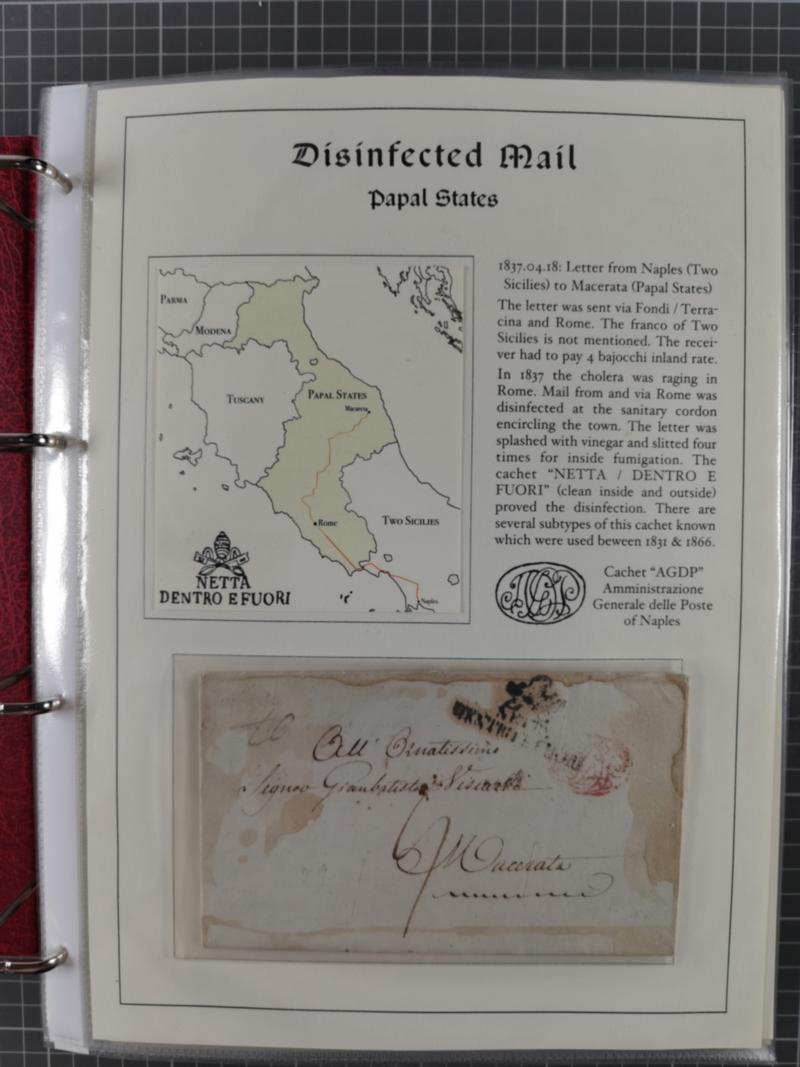 Disinfected Mail
Papal States
PARMA
MODENA
TUSCANY
PAPAL STATES
Macerata
Rome
TWO SICILIES
Naples
NETTA
DENTRO E FUORI
1837.04.18: Letter from Naples (Two
Sicilies) to Macerata (Papal States)
The letter was sent via Fondi / Terra-
cina and Rome. The franco of Two
Sicilies is not mentioned. The recei-
ver had to pay 4 bajocchi inland rate.
In 1837 the cholera was raging in
Rome. Mail from and via Rome was
disinfected at the sanitary cordon
encircling the town. The letter was
splashed with vinegar and slitted four
times for inside fumigation. The
cachet "NETTA / DENTRO E
FUORI" (clean inside and outside)
proved the disinfection. There are
several subtypes of this cachet known
which were used beween 1831 & 1866.
Cachet "AGDP"
Amministrazione
Generale delle Poste
of Naples
All' Ornatissimo
Signor Gianbatista
Macerata